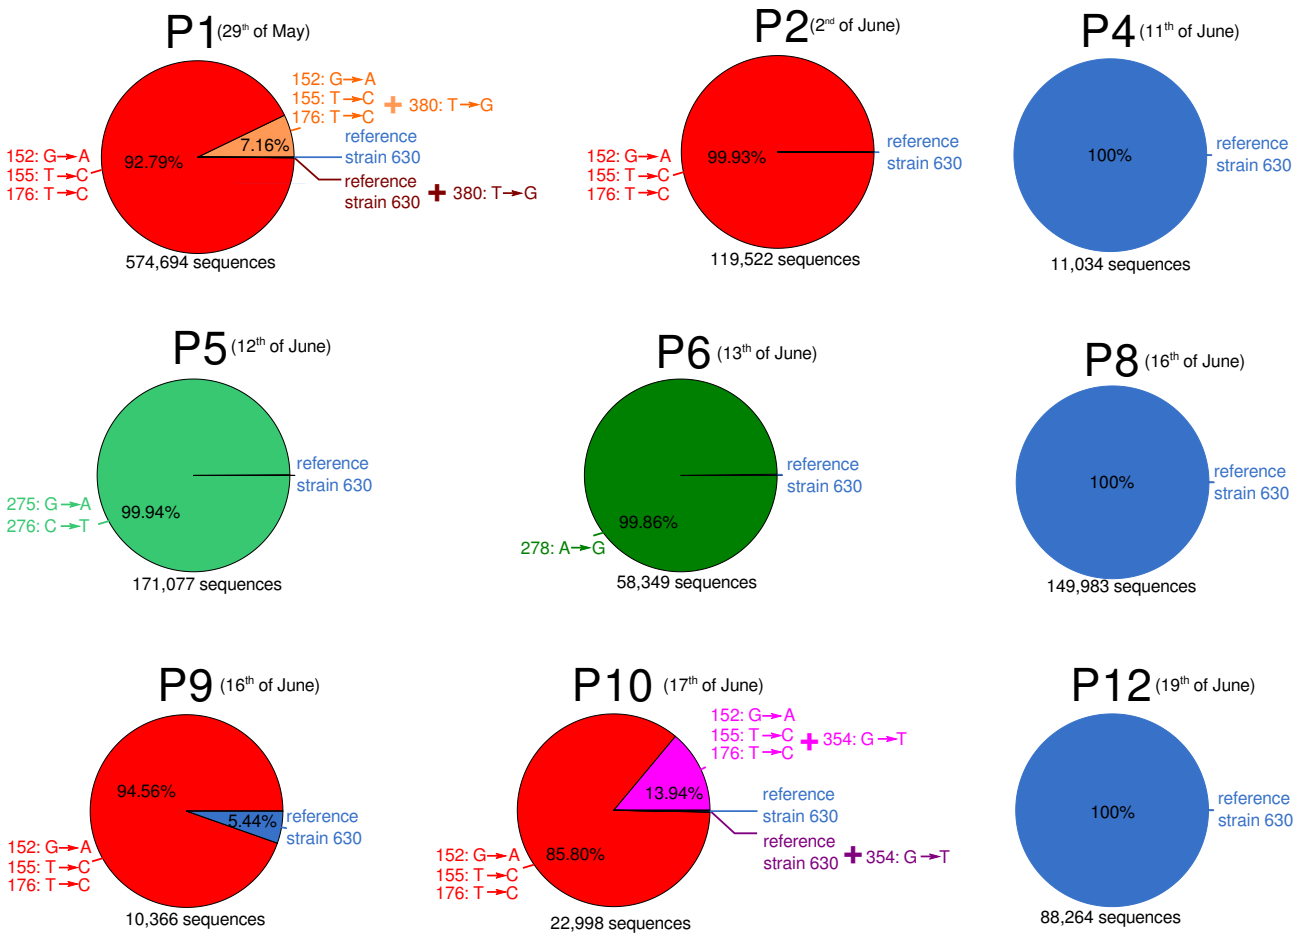 P1 (29th of May)
152: G→A
155: T→C + 380: T→G
176: T→C
reference
strain 630
reference
strain 630 + 380: T→G
92.79%
7.16%
152: G→A
155: T→C
176: T→C
574,694 sequences
P2 (2nd of June)
99.93%
reference
strain 630
152: G→A
155: T→C
176: T→C
119,522 sequences
P4 (11th of June)
100%
reference
strain 630
11,034 sequences
P5 (12th of June)
reference
strain 630
275: G→A
276: C→T
99.94%
171,077 sequences
P6 (13th of June)
reference
strain 630
99.86%
278: A→G
58,349 sequences
P8 (16th of June)
100%
reference
strain 630
149,983 sequences
P9 (16th of June)
94.56%
5.44%
reference
strain 630
152: G→A
155: T→C
176: T→C
10,366 sequences
P10 (17th of June)
152: G→A
155: T→C + 354: G→T
176: T→C
13.94%
reference
strain 630
reference
strain 630 + 354: G→T
85.80%
152: G→A
155: T→C
176: T→C
22,998 sequences
P12 (19th of June)
100%
reference
strain 630
88,264 sequences